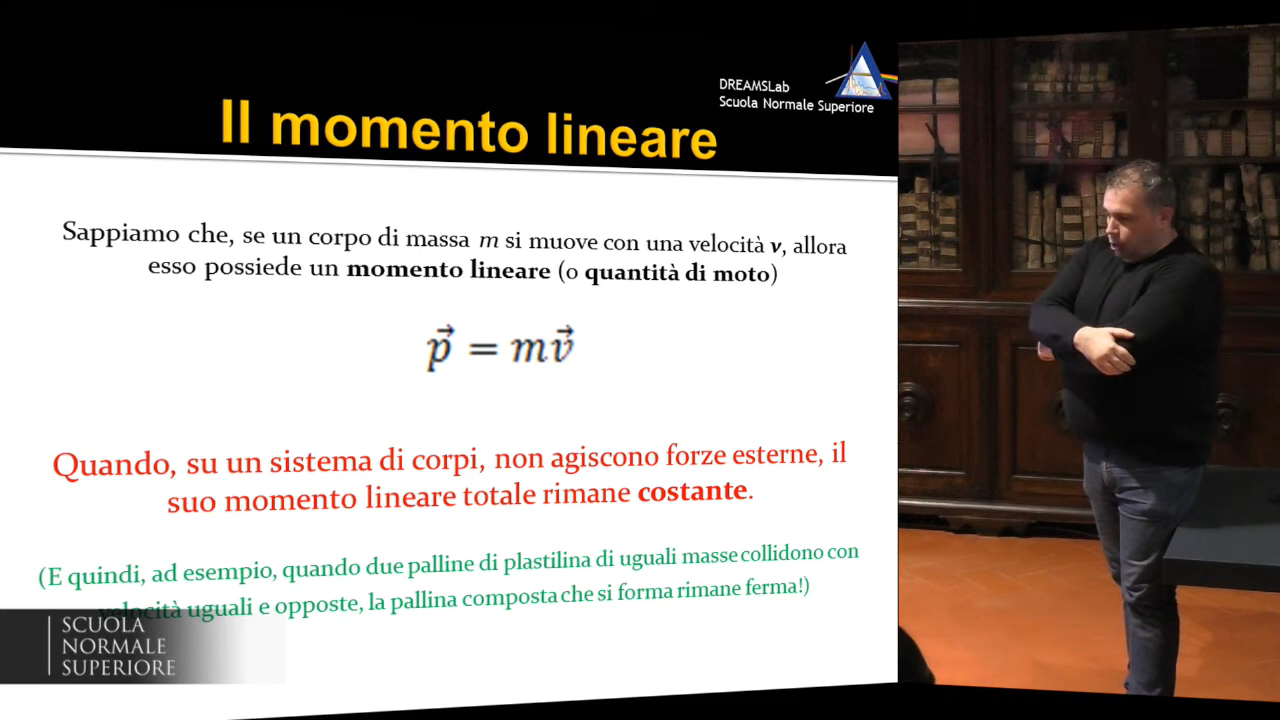 DREAMSLab
Scuola Normale Superiore
Il momento lineare
Sappiamo che, se un corpo di massa m si muove con una velocità v, allora
esso possiede un momento lineare (o quantità di moto)
p⃗ = mv⃗
Quando, su un sistema di corpi, non agiscono forze esterne, il
suo momento lineare totale rimane costante.
(E quindi, ad esempio, quando due palline di plastilina di uguali masse collidono con
velocità uguali e opposte, la pallina composta che si forma rimane ferma!)
SCUOLA
NORMALE
SUPERIORE